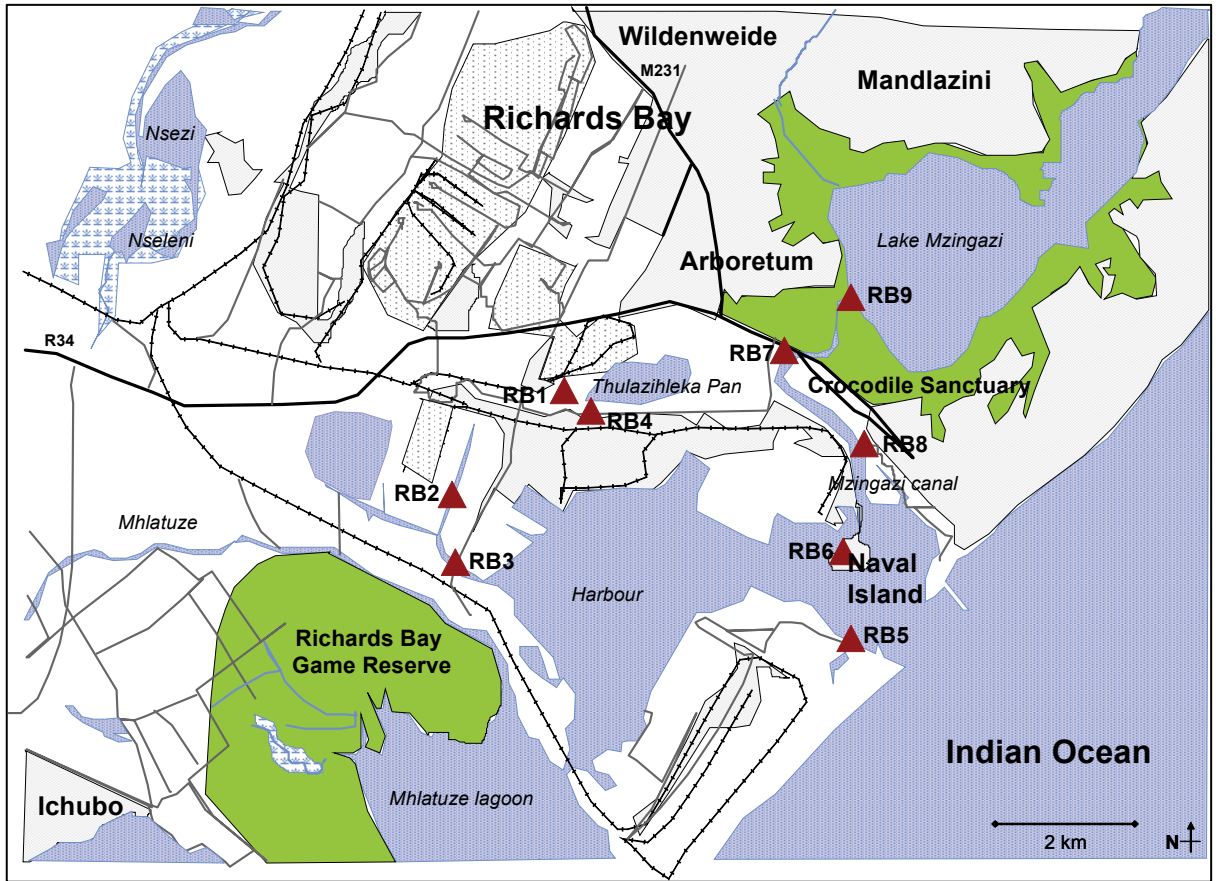 Wildenweide
M231
Mandlazini
Nsezi
Richards Bay
Nseleni
Lake Mzingazi
Arboretum
RB9
R34
RB7
RB1
Thulazihleka Pan
Crocodile Sanctuary
RB4
RB8
RB2
Mzingazi canal
Mhlatuze
RB6
Naval
Island
RB3
Harbour
RB5
Richards Bay
Game Reserve
Indian Ocean
Mhlatuze lagoon
Ichubo
2 km
N